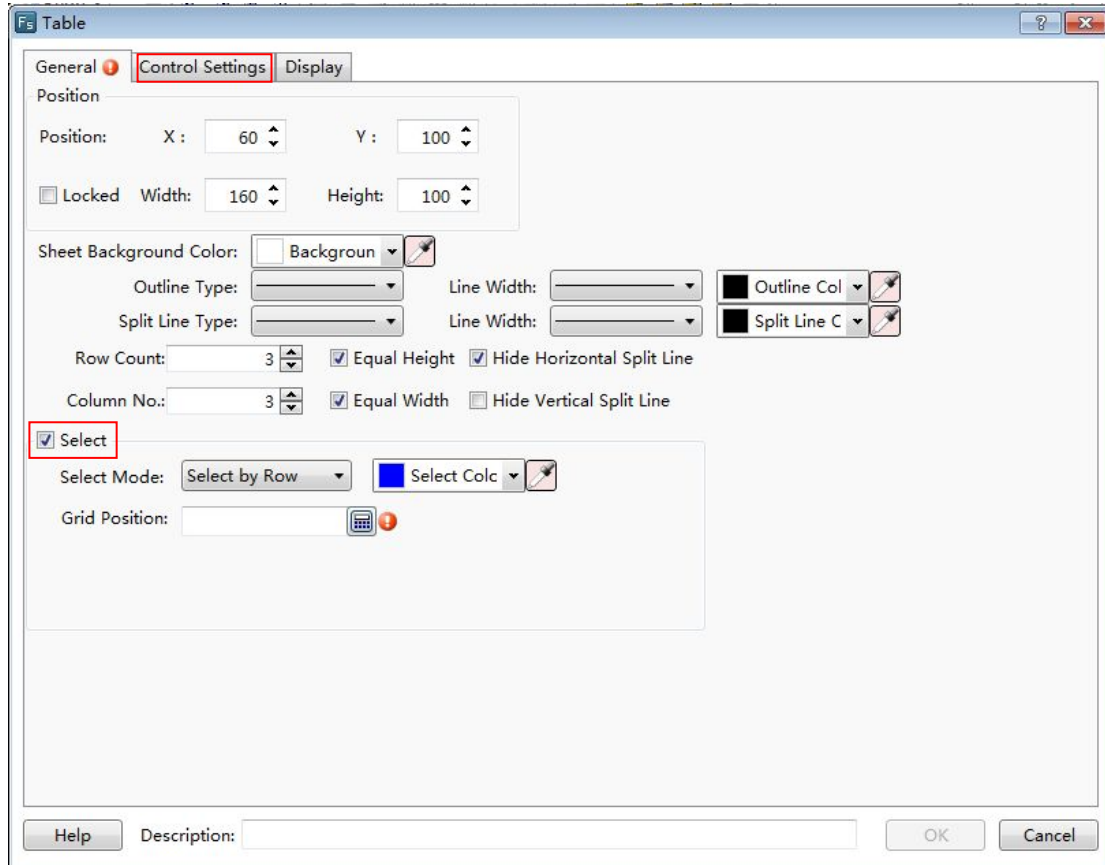 Fs Table
General Control Settings Display
Position
Position: X : 60 Y : 100
Locked Width: 160 Height: 100
Sheet Background Color: Backgroun
Outline Type: Line Width: Outline Col
Split Line Type: Line Width: Split Line C
Row Count: 3 Equal Height Hide Horizontal Split Line
Column No.: 3 Equal Width Hide Vertical Split Line
Select
Select Mode: Select by Row Select Colc
Grid Position:
Help Description: OK Cancel